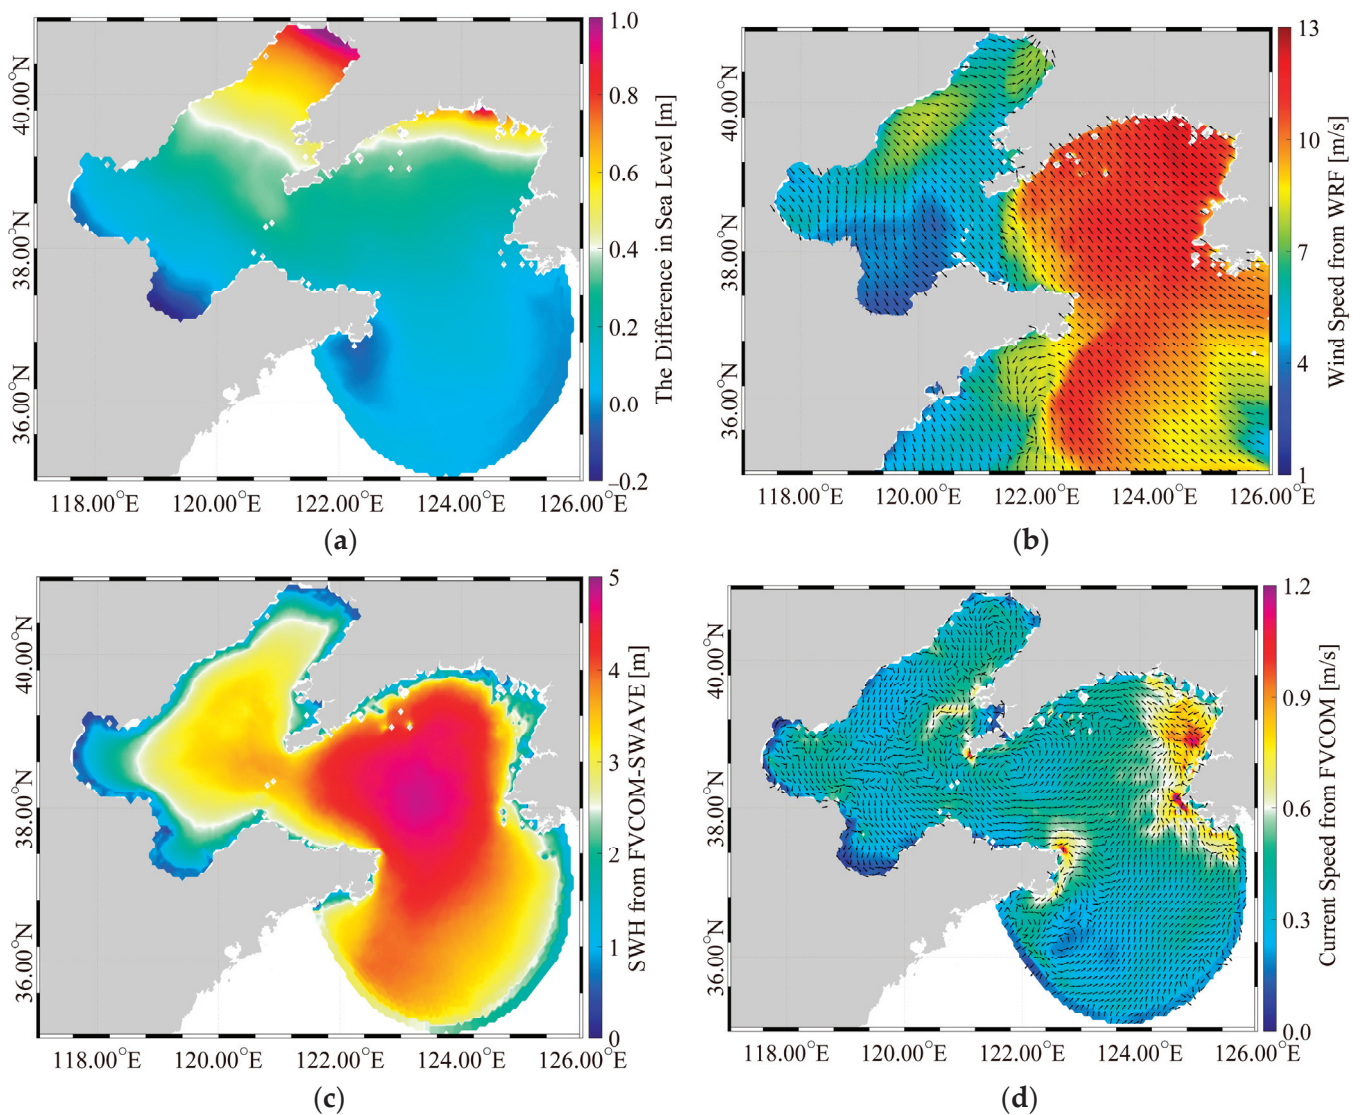 1.0
0.8
0.6
0.4
0.2
0.0
−0.2
The Difference in Sea Level [m]
40.00°N
38.00°N
36.00°N
118.00°E 120.00°E 122.00°E 124.00°E 126.00°E
(a)
13
10
7
4
1
Wind Speed from WRF [m/s]
40.00°N
38.00°N
36.00°N
118.00°E 120.00°E 122.00°E 124.00°E 126.00°E
(b)
5
4
3
2
1
0
SWH from FVCOM-SWAVE [m]
40.00°N
38.00°N
36.00°N
118.00°E 120.00°E 122.00°E 124.00°E 126.00°E
(c)
1.2
0.9
0.6
0.3
0.0
Current Speed from FVCOM [m/s]
40.00°N
38.00°N
36.00°N
118.00°E 120.00°E 122.00°E 124.00°E 126.00°E
(d)